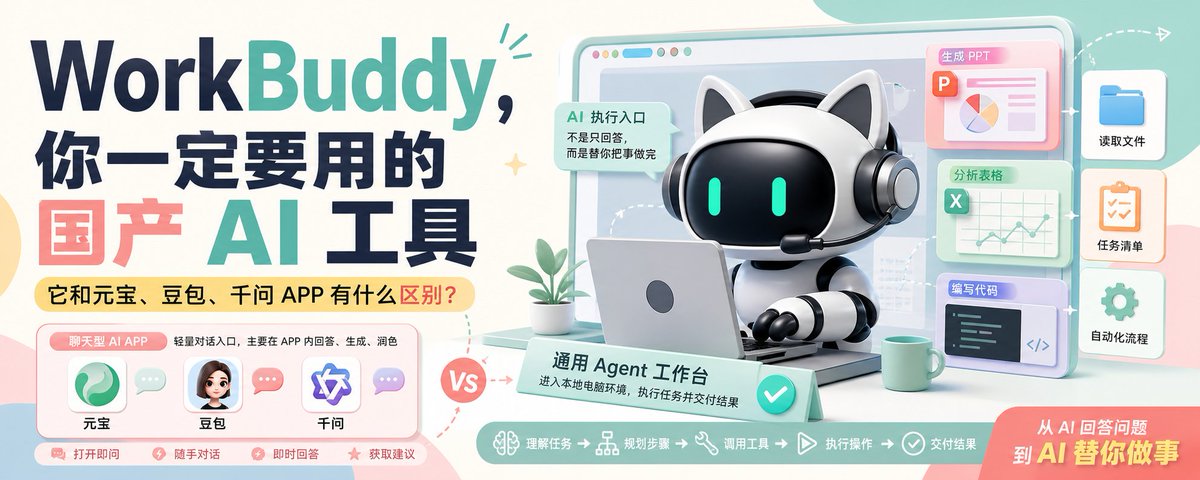 WorkBuddy,
你一定要用的
国产 AI 工具
它和元宝、豆包、千问 APP 有什么区别?
聊天型 AI APP
轻量对话入口，主要在 APP 内回答、生成、润色
元宝
豆包
千问
打开即问
随手对话
即时回答
获取建议
VS
AI 执行入口
不是只回答，
而是替你把事做完
通用 Agent 工作台
进入本地电脑环境，执行任务并交付结果
生成 PPT
P
分析表格
X
编写代码
</>
读取文件
任务清单
自动化流程
理解任务
规划步骤
调用工具
执行操作
交付结果
从 AI 回答问题
到 AI 替你做事